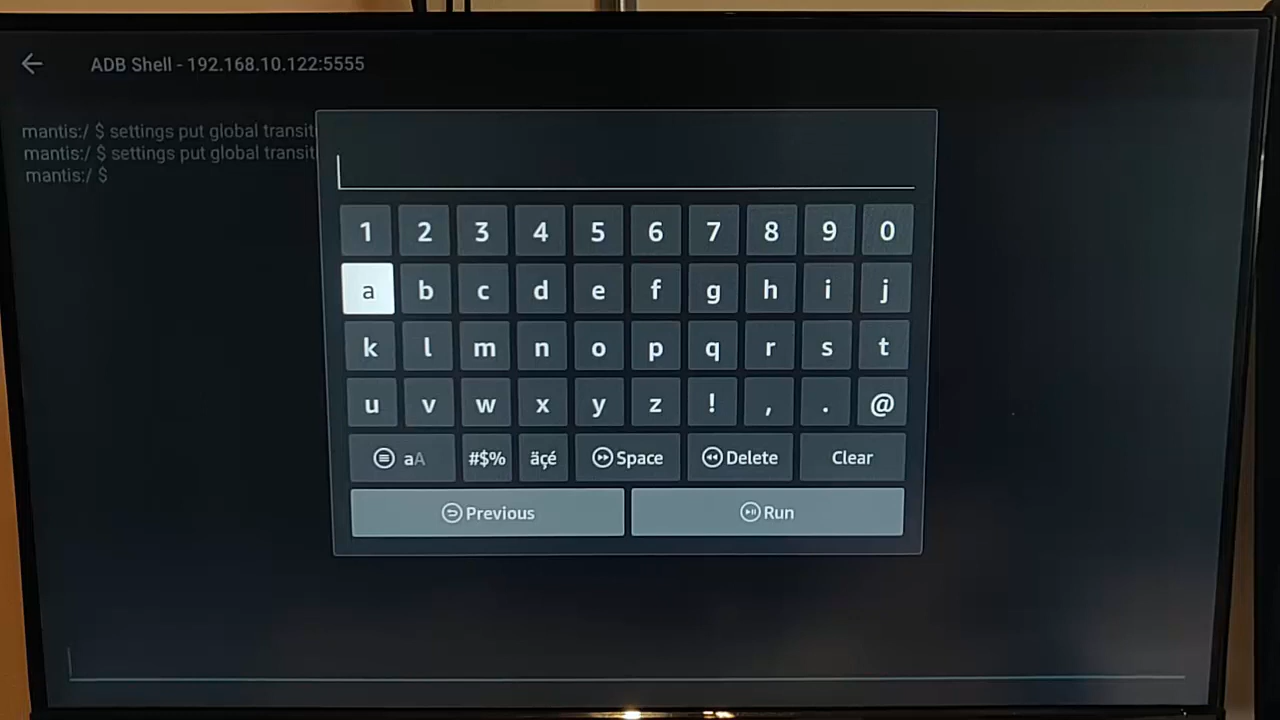 ADB Shell - 192.168.10.122:5555
mantis:/ $ settings put global transit
mantis:/ $ settings put global transit
mantis:/ $
1 2 3 4 5 6 7 8 9 0
a b c d e f g h i j
k l m n o p q r s t
u v w x y z ! , . @
aA #$% äçé Space Delete Clear
Previous Run